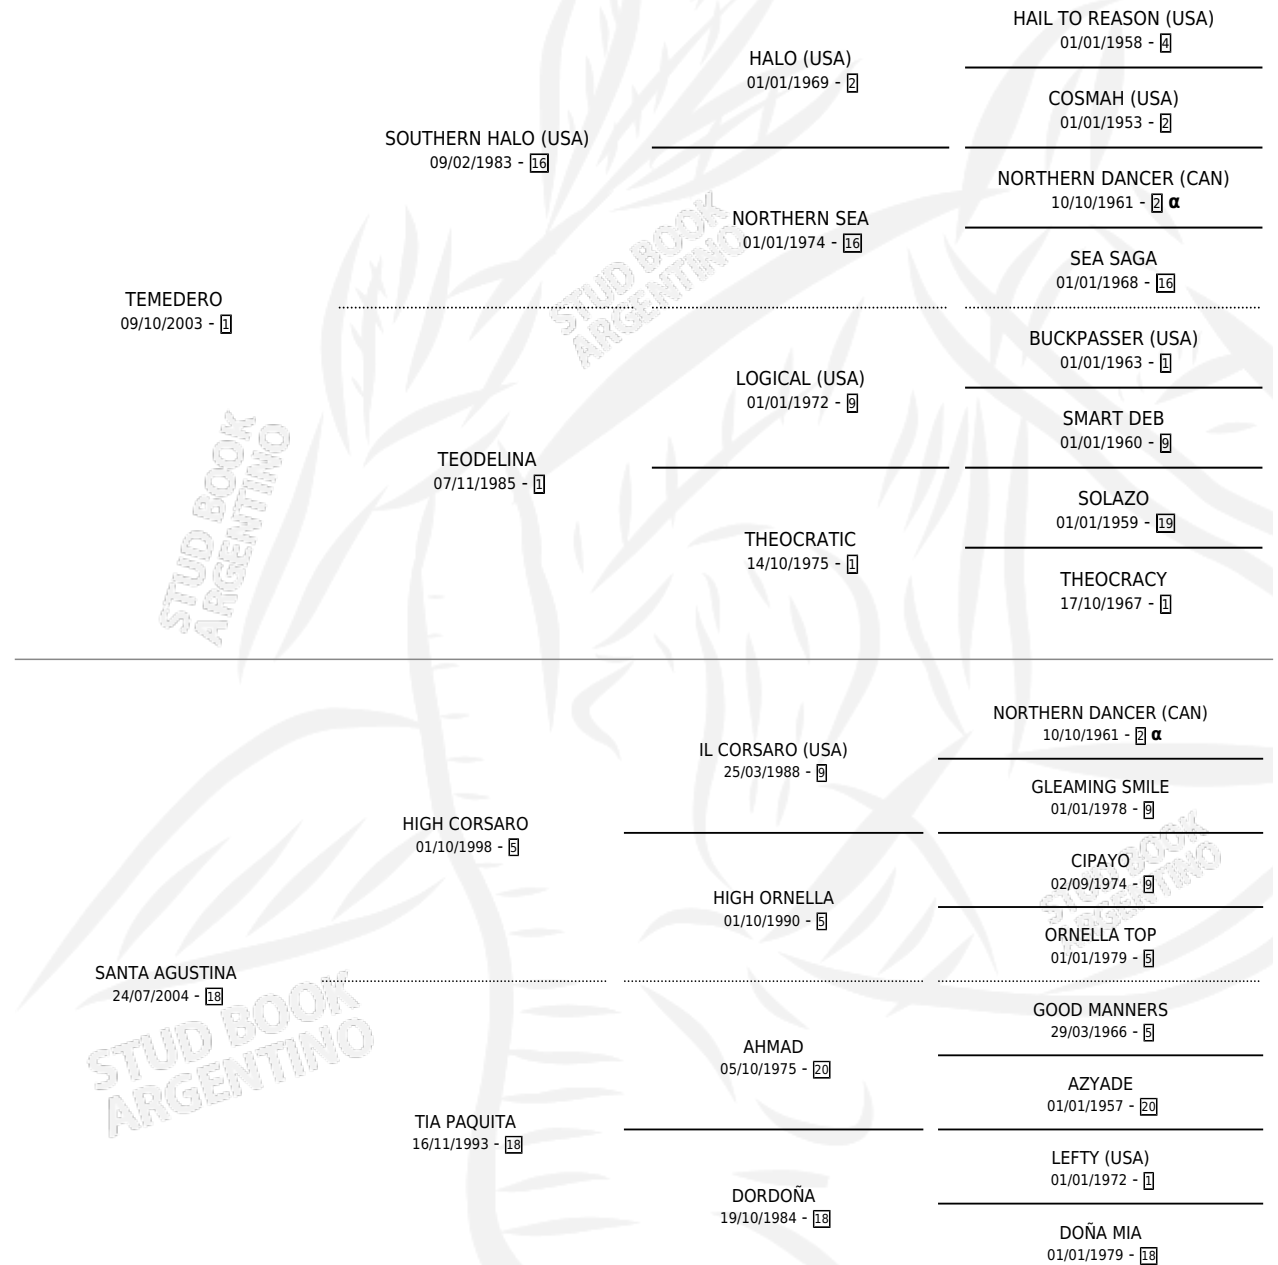 HAIL TO REASON (USA)
01/01/1958 - 4
HALO (USA)
01/01/1969 - 2
COSMAH (USA)
01/01/1953 - 2
SOUTHERN HALO (USA)
09/02/1983 - 16
NORTHERN DANCER (CAN)
10/10/1961 - 2 α
NORTHERN SEA
01/01/1974 - 16
SEA SAGA
01/01/1968 - 16
STUD BOOK
ARGENTINO
TEMEDERO
09/10/2003 - 1
BUCKPASSER (USA)
01/01/1963 - 1
LOGICAL (USA)
01/01/1972 - 9
SMART DEB
01/01/1960 - 9
TEODELINA
07/11/1985 - 1
STUD BOOK
ARGENTINO
SOLAZO
01/01/1959 - 19
THEOCRATIC
14/10/1975 - 1
THEOCRACY
17/10/1967 - 1
NORTHERN DANCER (CAN)
10/10/1961 - 2 α
IL CORSARO (USA)
25/03/1988 - 9
GLEAMING SMILE
01/01/1978 - 9
HIGH CORSARO
01/10/1998 - 5
CIPAYO
02/09/1974 - 9
STUD BOOK
ARGENTINO
HIGH ORNELLA
01/10/1990 - 5
ORNELLA TOP
01/01/1979 - 5
SANTA AGUSTINA
24/07/2004 - 18
STUD BOOK
ARGENTINO
GOOD MANNERS
29/03/1966 - 5
AHMAD
05/10/1975 - 20
AZYADE
01/01/1957 - 20
TIA PAQUITA
16/11/1993 - 18
LEFTY (USA)
01/01/1972 - 1
DORDOÑA
19/10/1984 - 18
DOÑA MIA
01/01/1979 - 18